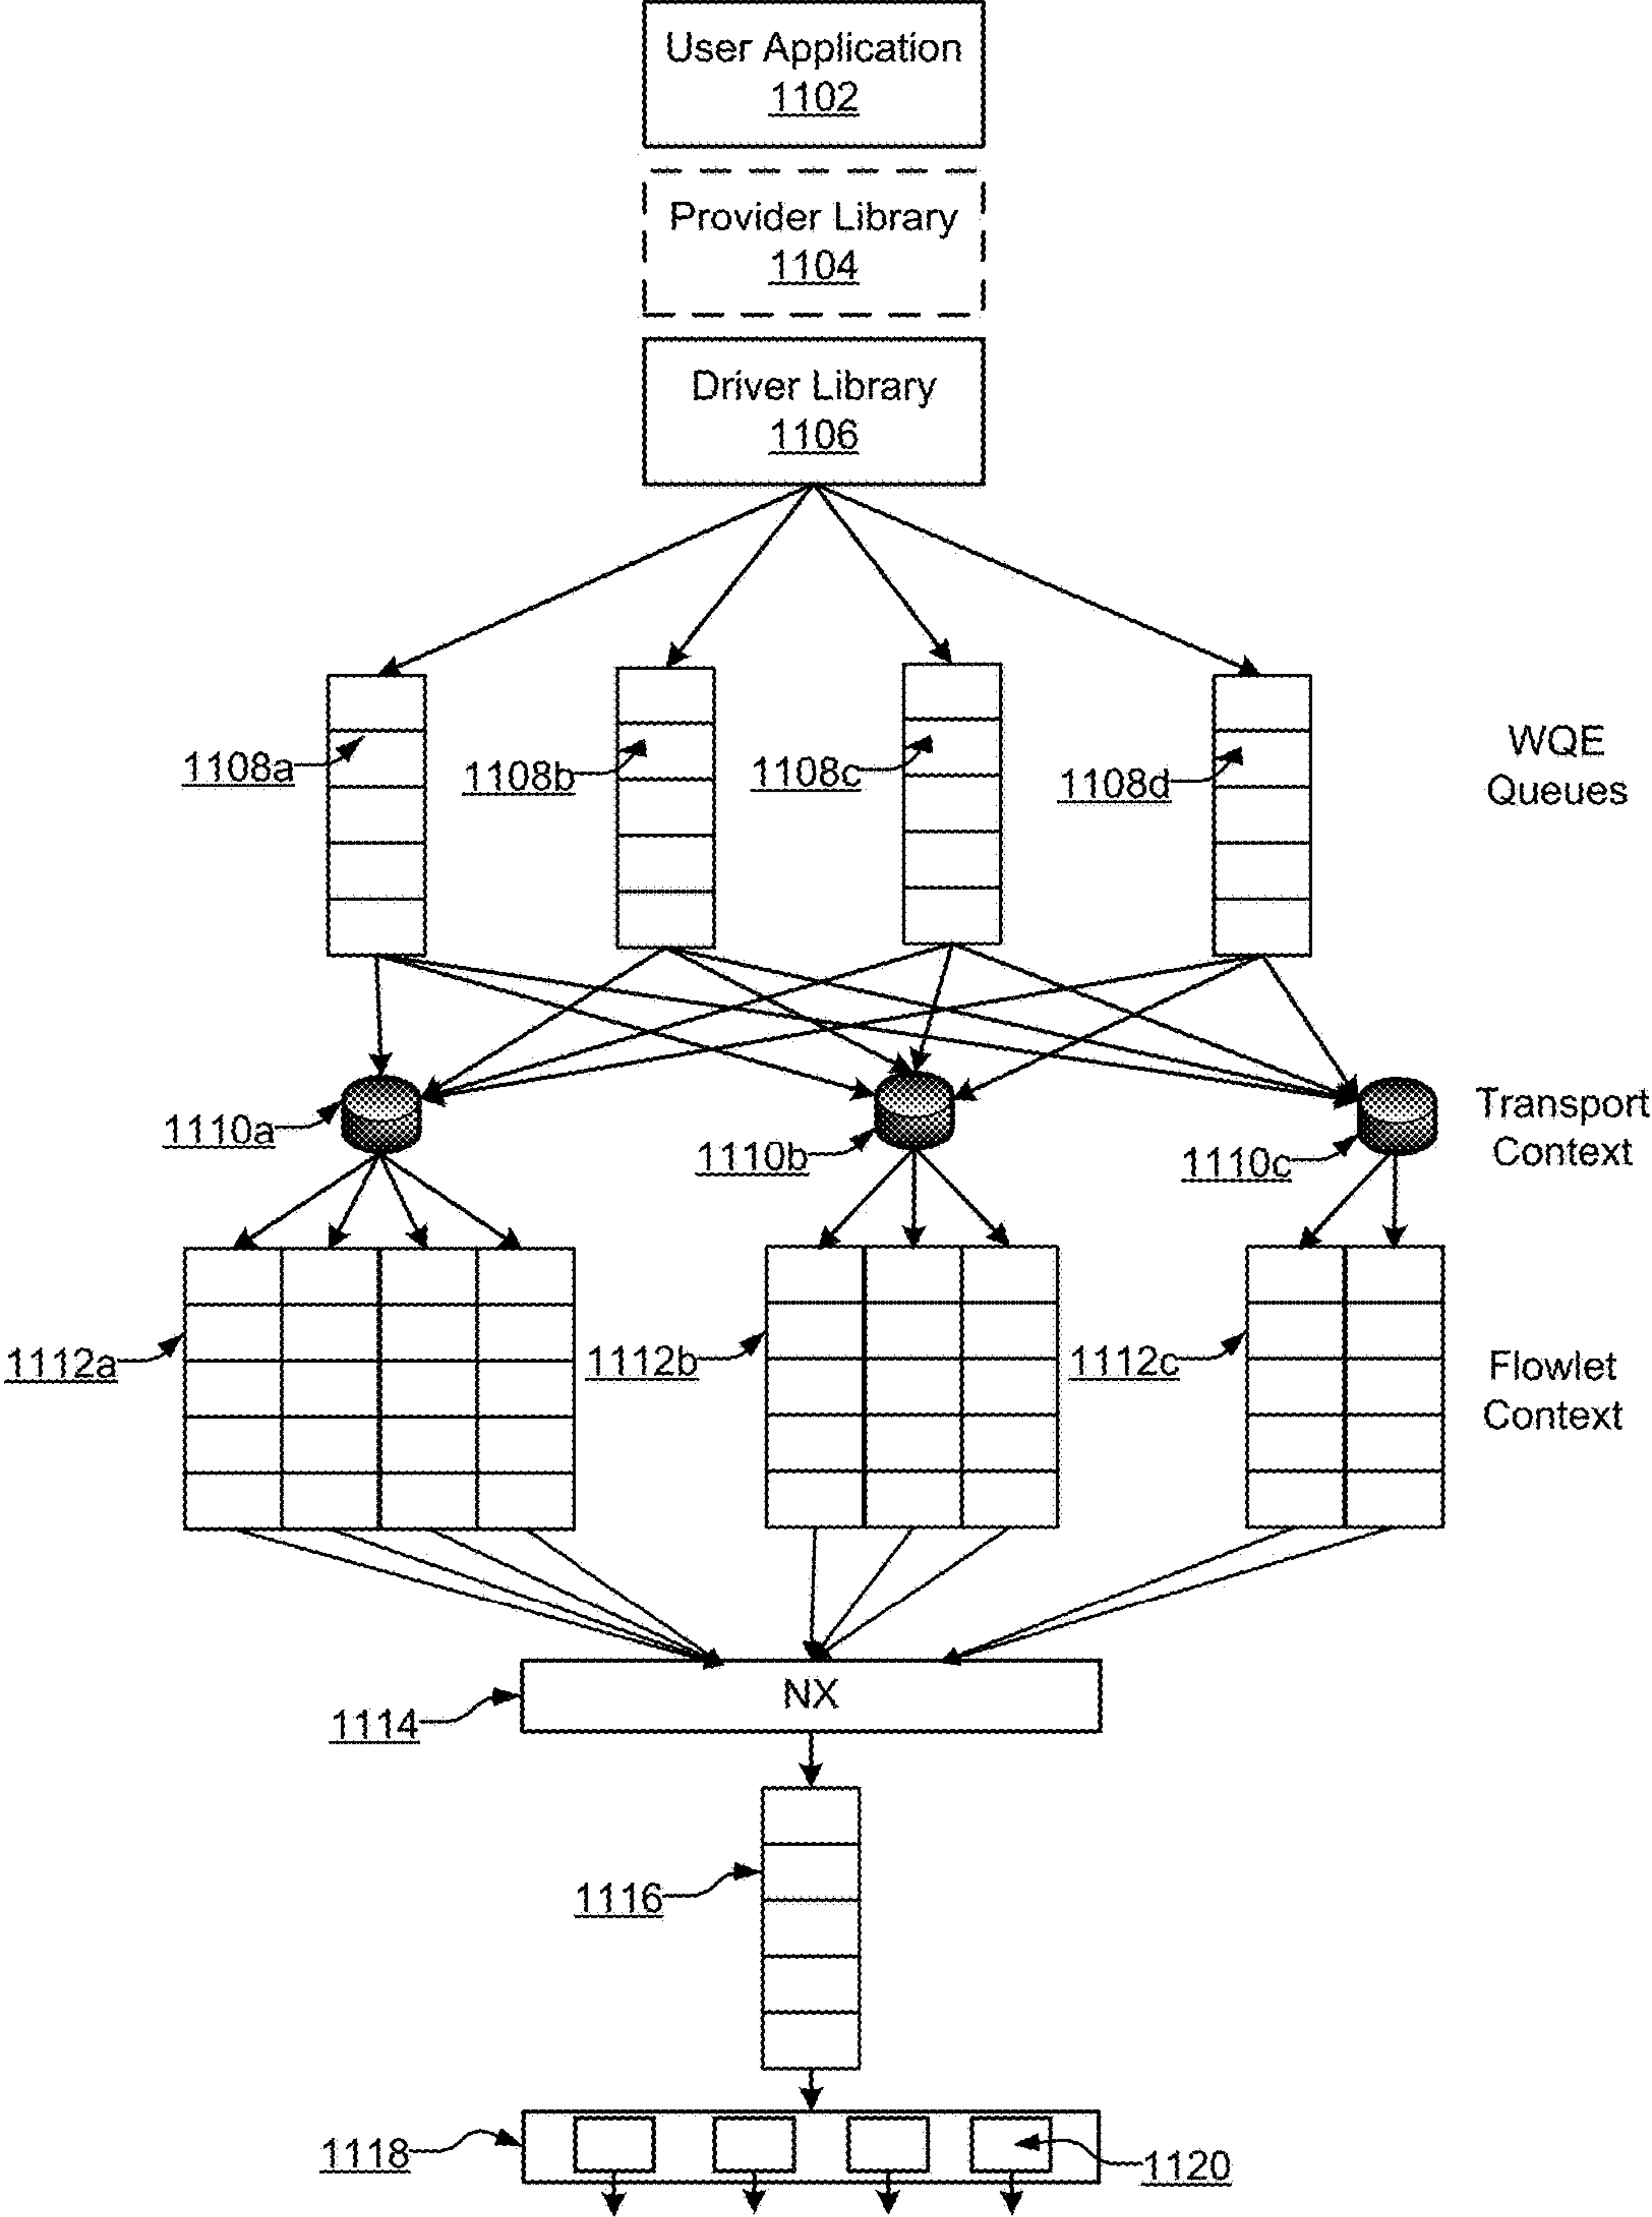 User Application
1102
Provider Library
1104
Driver Library
1106
1108a
1108b
1108c
1108d
WQE
Queues
1110a
1110b
1110c
Transport
Context
1112a
1112b
1112c
Flowlet
Context
NX
1114
1116
1118
1120